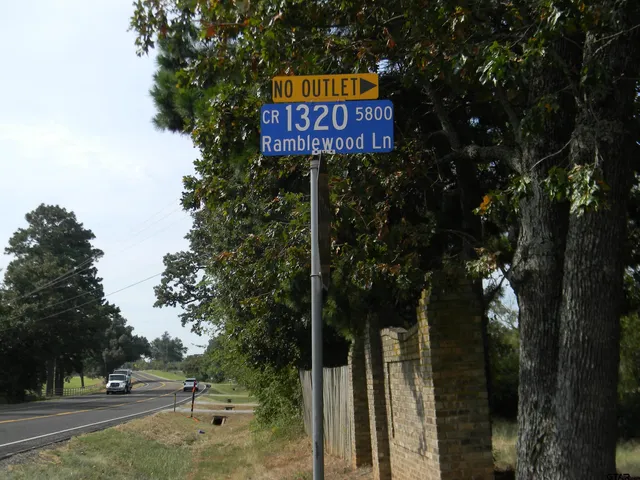 NO OUTLET
CR 1320 5800
Ramblewood Ln